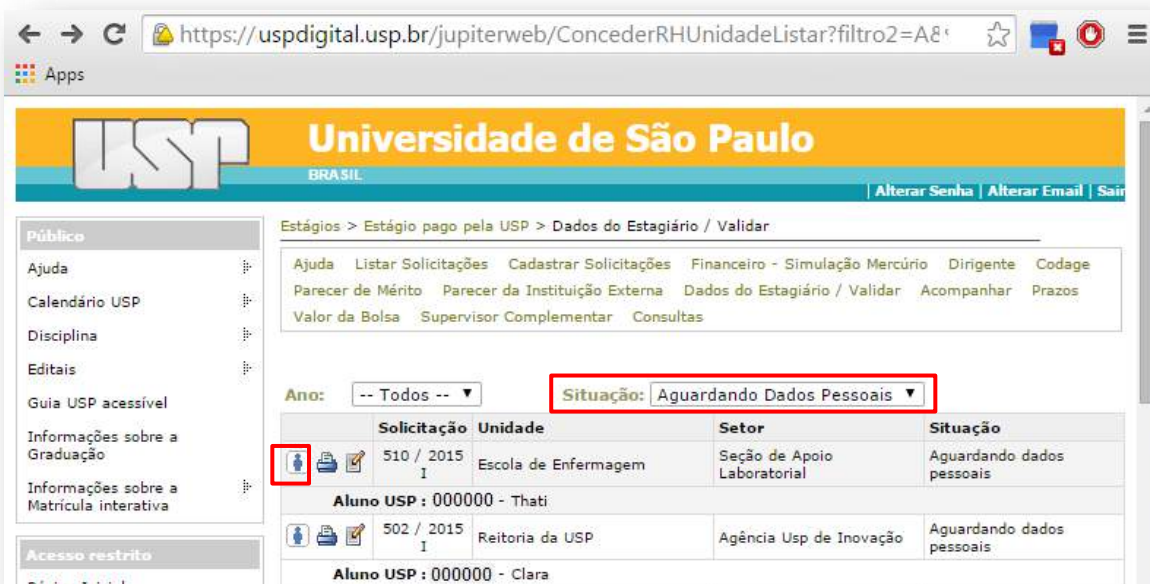 https://uspdigital.usp.br/jupiterweb/ConcederRHUnidadeListar?filtro2=A8
Apps
USP
Universidade de São Paulo
BRASIL
| Alterar Senha | Alterar Email | Sair
Público
Ajuda
Calendário USP
Disciplina
Editais
Guia USP acessível
Informações sobre a
Graduação
Informações sobre a
Matrícula interativa
Acesso restrito
Estágios > Estágio pago pela USP > Dados do Estagiário / Validar
Ajuda Listar Solicitações Cadastrar Solicitações Financeiro - Simulação Mercúrio Dirigente Codage
Parecer de Mérito Parecer da Instituição Externa Dados do Estagiário / Validar Acompanhar Prazos
Valor da Bolsa Supervisor Complementar Consultas
Ano: -- Todos -- Situação: Aguardando Dados Pessoais
Solicitação Unidade Setor Situação
510 / 2015 I Escola de Enfermagem Seção de Apoio Laboratorial Aguardando dados pessoais
Aluno USP : 000000 - Thati
502 / 2015 I Reitoria da USP Agência Usp de Inovação Aguardando dados pessoais
Aluno USP : 000000 - Clara